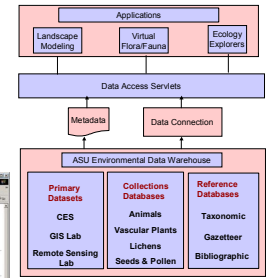 Applications
Landscape Modeling
Virtual Flora/Fauna
Ecology Explorers
Data Access Servlets
Metadata
Data Connection
ASU Environmental Data Warehouse
Primary Datasets
CES
GIS Lab
Remote Sensing Lab
Collections Databases
Animals
Vascular Plants
Lichens
Seeds & Pollen
Reference Databases
Taxonomic
Gazetteer
Bibliographic